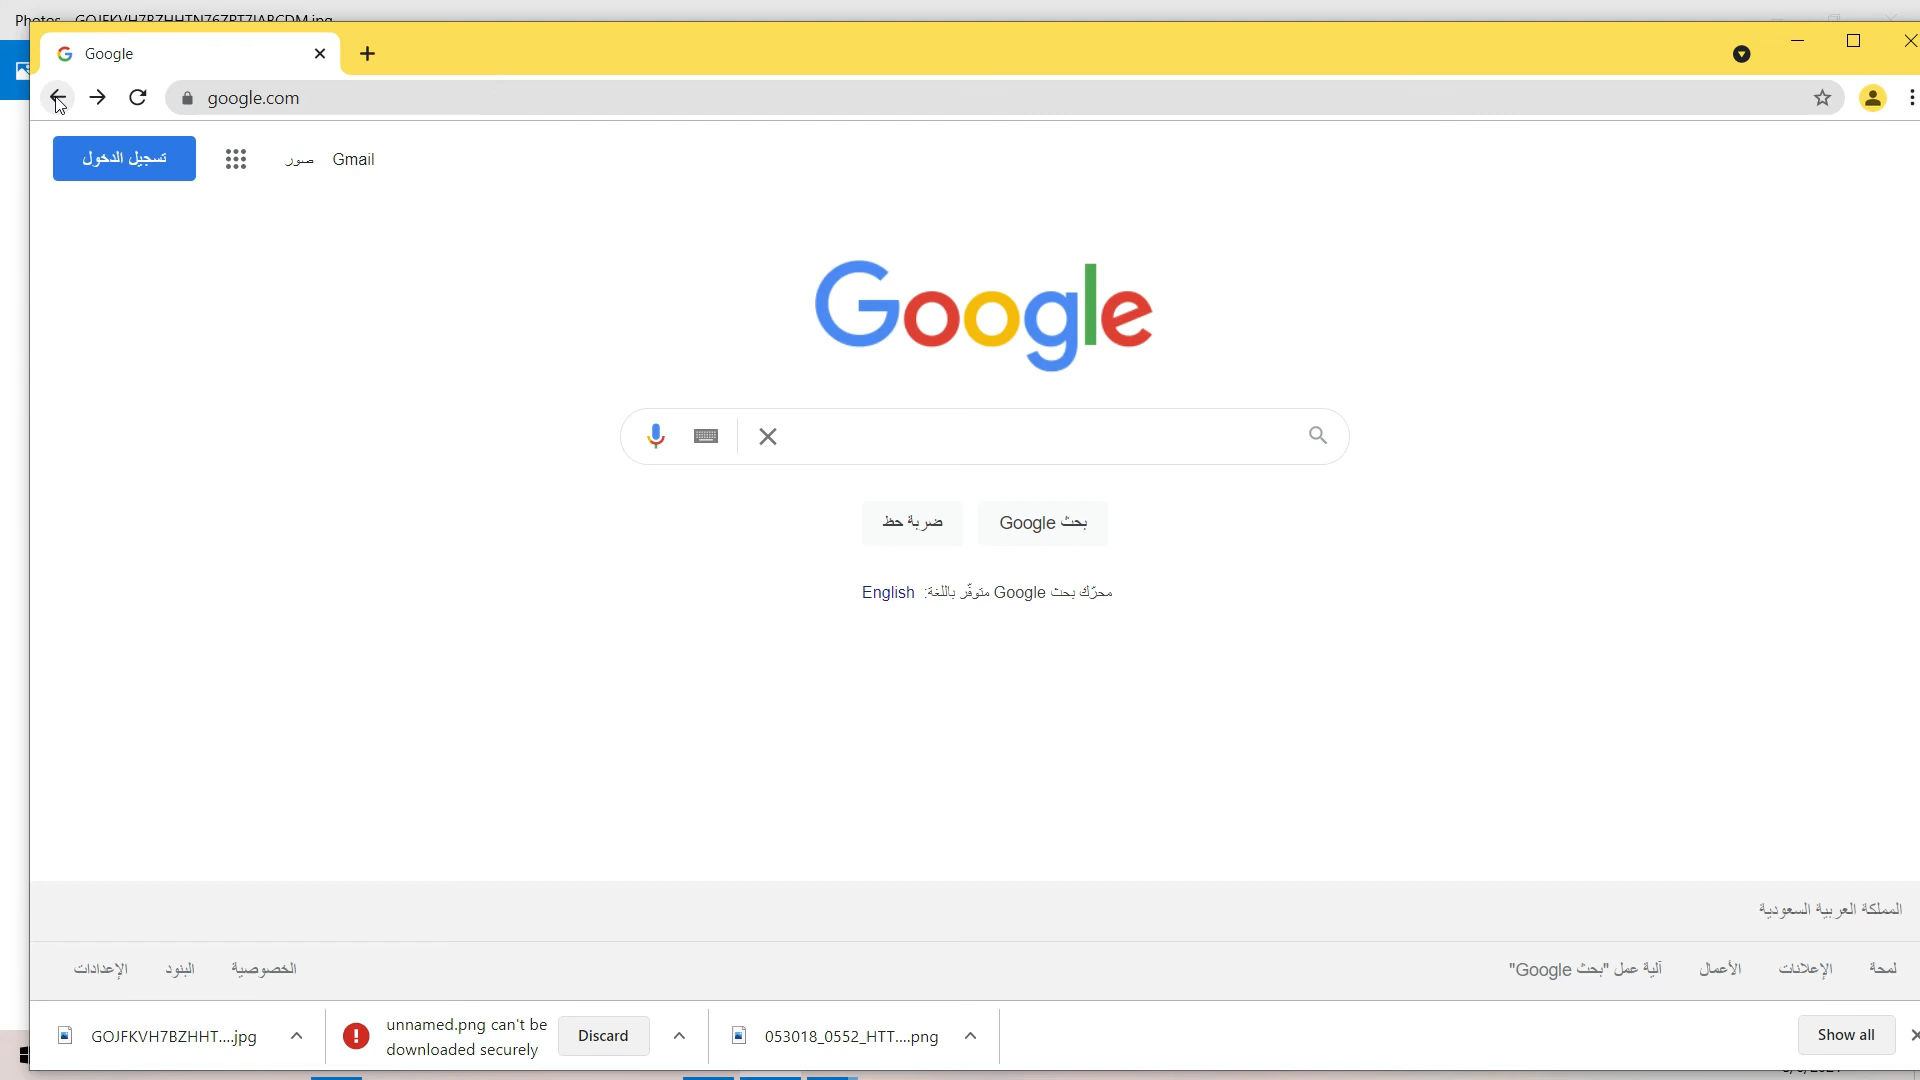 Google
google.com
تسجيل الدخول
صور
Gmail
Google
بحث Google
ضربة حظ
محرّك بحث Google متوفّر باللغة: English
المملكة العربية السعودية
لمحة
الإعلانات
الأعمال
آلية عمل "بحث Google"
الخصوصية
البنود
الإعدادات
GOJFKVH7BZHHT....jpg
unnamed.png can't be
downloaded securely
Discard
053018_0552_HTT....png
Show all